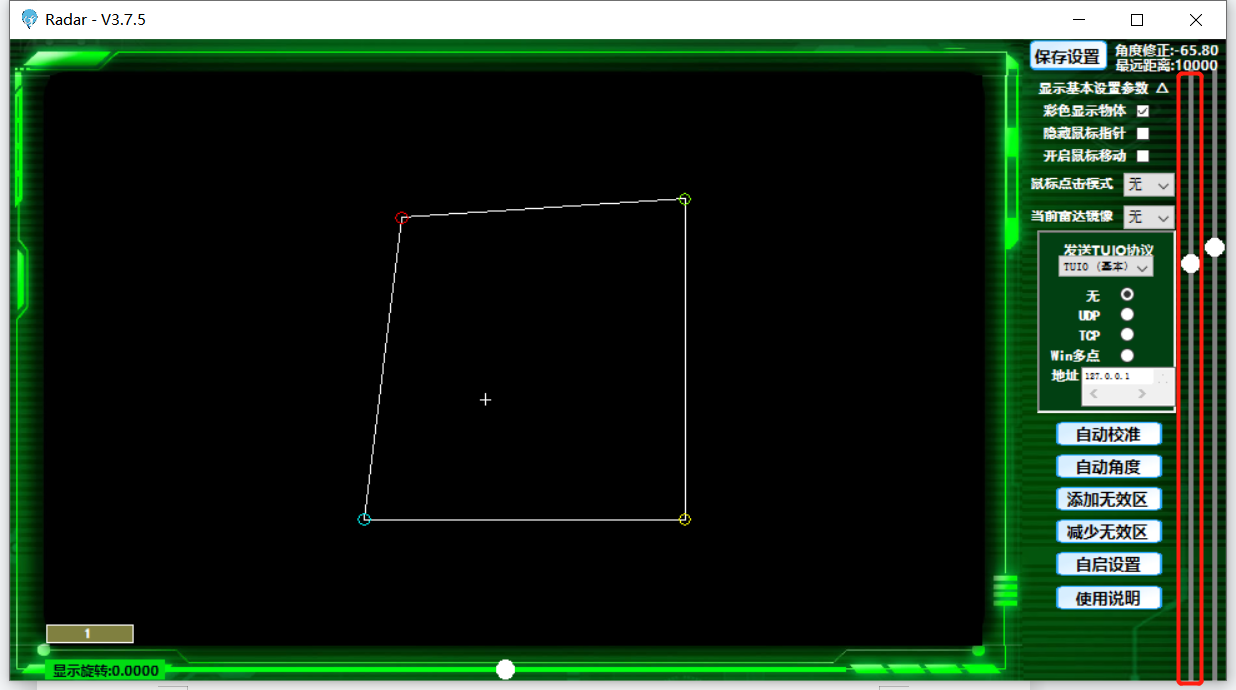 Radar - V3.7.5
保存设置
角度修正:-65.80
最远距离:10000
显示基本设置参数 △
彩色显示物体
隐藏鼠标指针
开启鼠标移动
鼠标点击模式 无
当前雷达镜像 无
发送TUIO协议
TUIO (基本)
无
UDP
TCP
Win多点
地址 127.0.0.1
自动校准
自动角度
添加无效区
减少无效区
自启设置
使用说明
1
显示旋转:0.0000